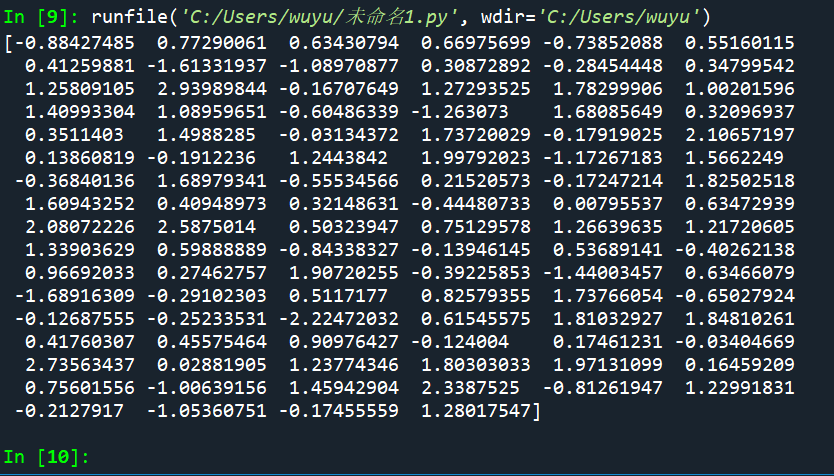 In [9]: runfile('C:/Users/wuyu/未命名1.py', wdir='C:/Users/wuyu')
[-0.88427485  0.77290061  0.63430794  0.66975699 -0.73852088  0.55160115
  0.41259881 -1.61331937 -1.08970877  0.30872892 -0.28454448  0.34799542
  1.25809105  2.93989844 -0.16707649  1.27293525  1.78299906  1.00201596
  1.40993304  1.08959651 -0.60486339 -1.263073    1.68085649  0.32096937
  0.3511403   1.4988285  -0.03134372  1.73720029 -0.17919025  2.10657197
  0.13860819 -0.1912236   1.2443842   1.99792023 -1.17267183  1.5662249
 -0.36840136  1.68979341 -0.55534566  0.21520573 -0.17247214  1.82502518
  1.60943252  0.40948973  0.32148631 -0.44480733  0.00795537  0.63472939
  2.08072226  2.5875014   0.50323947  0.75129578  1.26639635  1.21720605
  1.33903629  0.59888889 -0.84338327 -0.13946145  0.53689141 -0.40262138
  0.96692033  0.27462757  1.90720255 -0.39225853 -1.44003457  0.63466079
 -1.68916309 -0.29102303  0.5117177   0.82579355  1.73766054 -0.65027924
 -0.12687555 -0.25233531 -2.22472032  0.61545575  1.81032927  1.84810261
  0.41760307  0.45575464  0.90976427 -0.124004    0.17461231 -0.03404669
  2.73563437  0.02881905  1.23774346  1.80303033  1.97131099  0.16459209
  0.75601556 -1.00639156  1.45942904  2.3387525  -0.81261947  1.22991831
 -0.2127917  -1.05360751 -0.17455559  1.28017547]
In [10]: